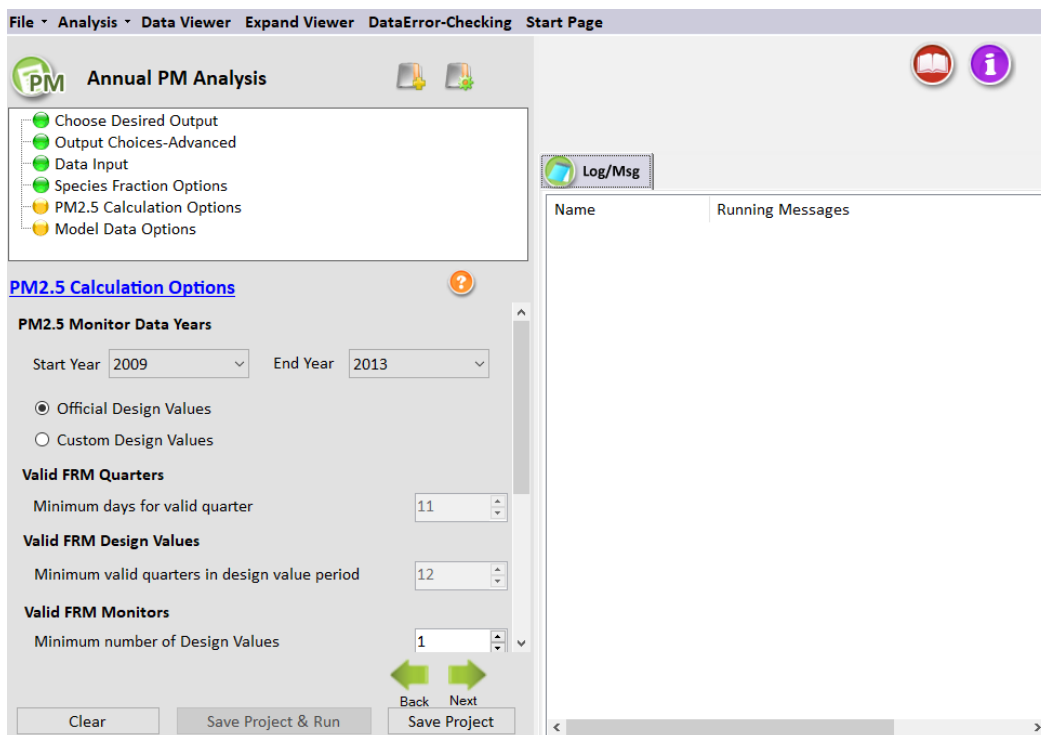 File Analysis Data Viewer Expand Viewer DataError-Checking Start Page
PM Annual PM Analysis
Choose Desired Output
Output Choices-Advanced
Data Input
Species Fraction Options
PM2.5 Calculation Options
Model Data Options
PM2.5 Calculation Options ?
PM2.5 Monitor Data Years
Start Year 2009 End Year 2013
Official Design Values
Custom Design Values
Valid FRM Quarters
Minimum days for valid quarter 11
Valid FRM Design Values
Minimum valid quarters in design value period 12
Valid FRM Monitors
Minimum number of Design Values 1
Back Next
Clear Save Project & Run Save Project
i
Log/Msg
Name Running Messages